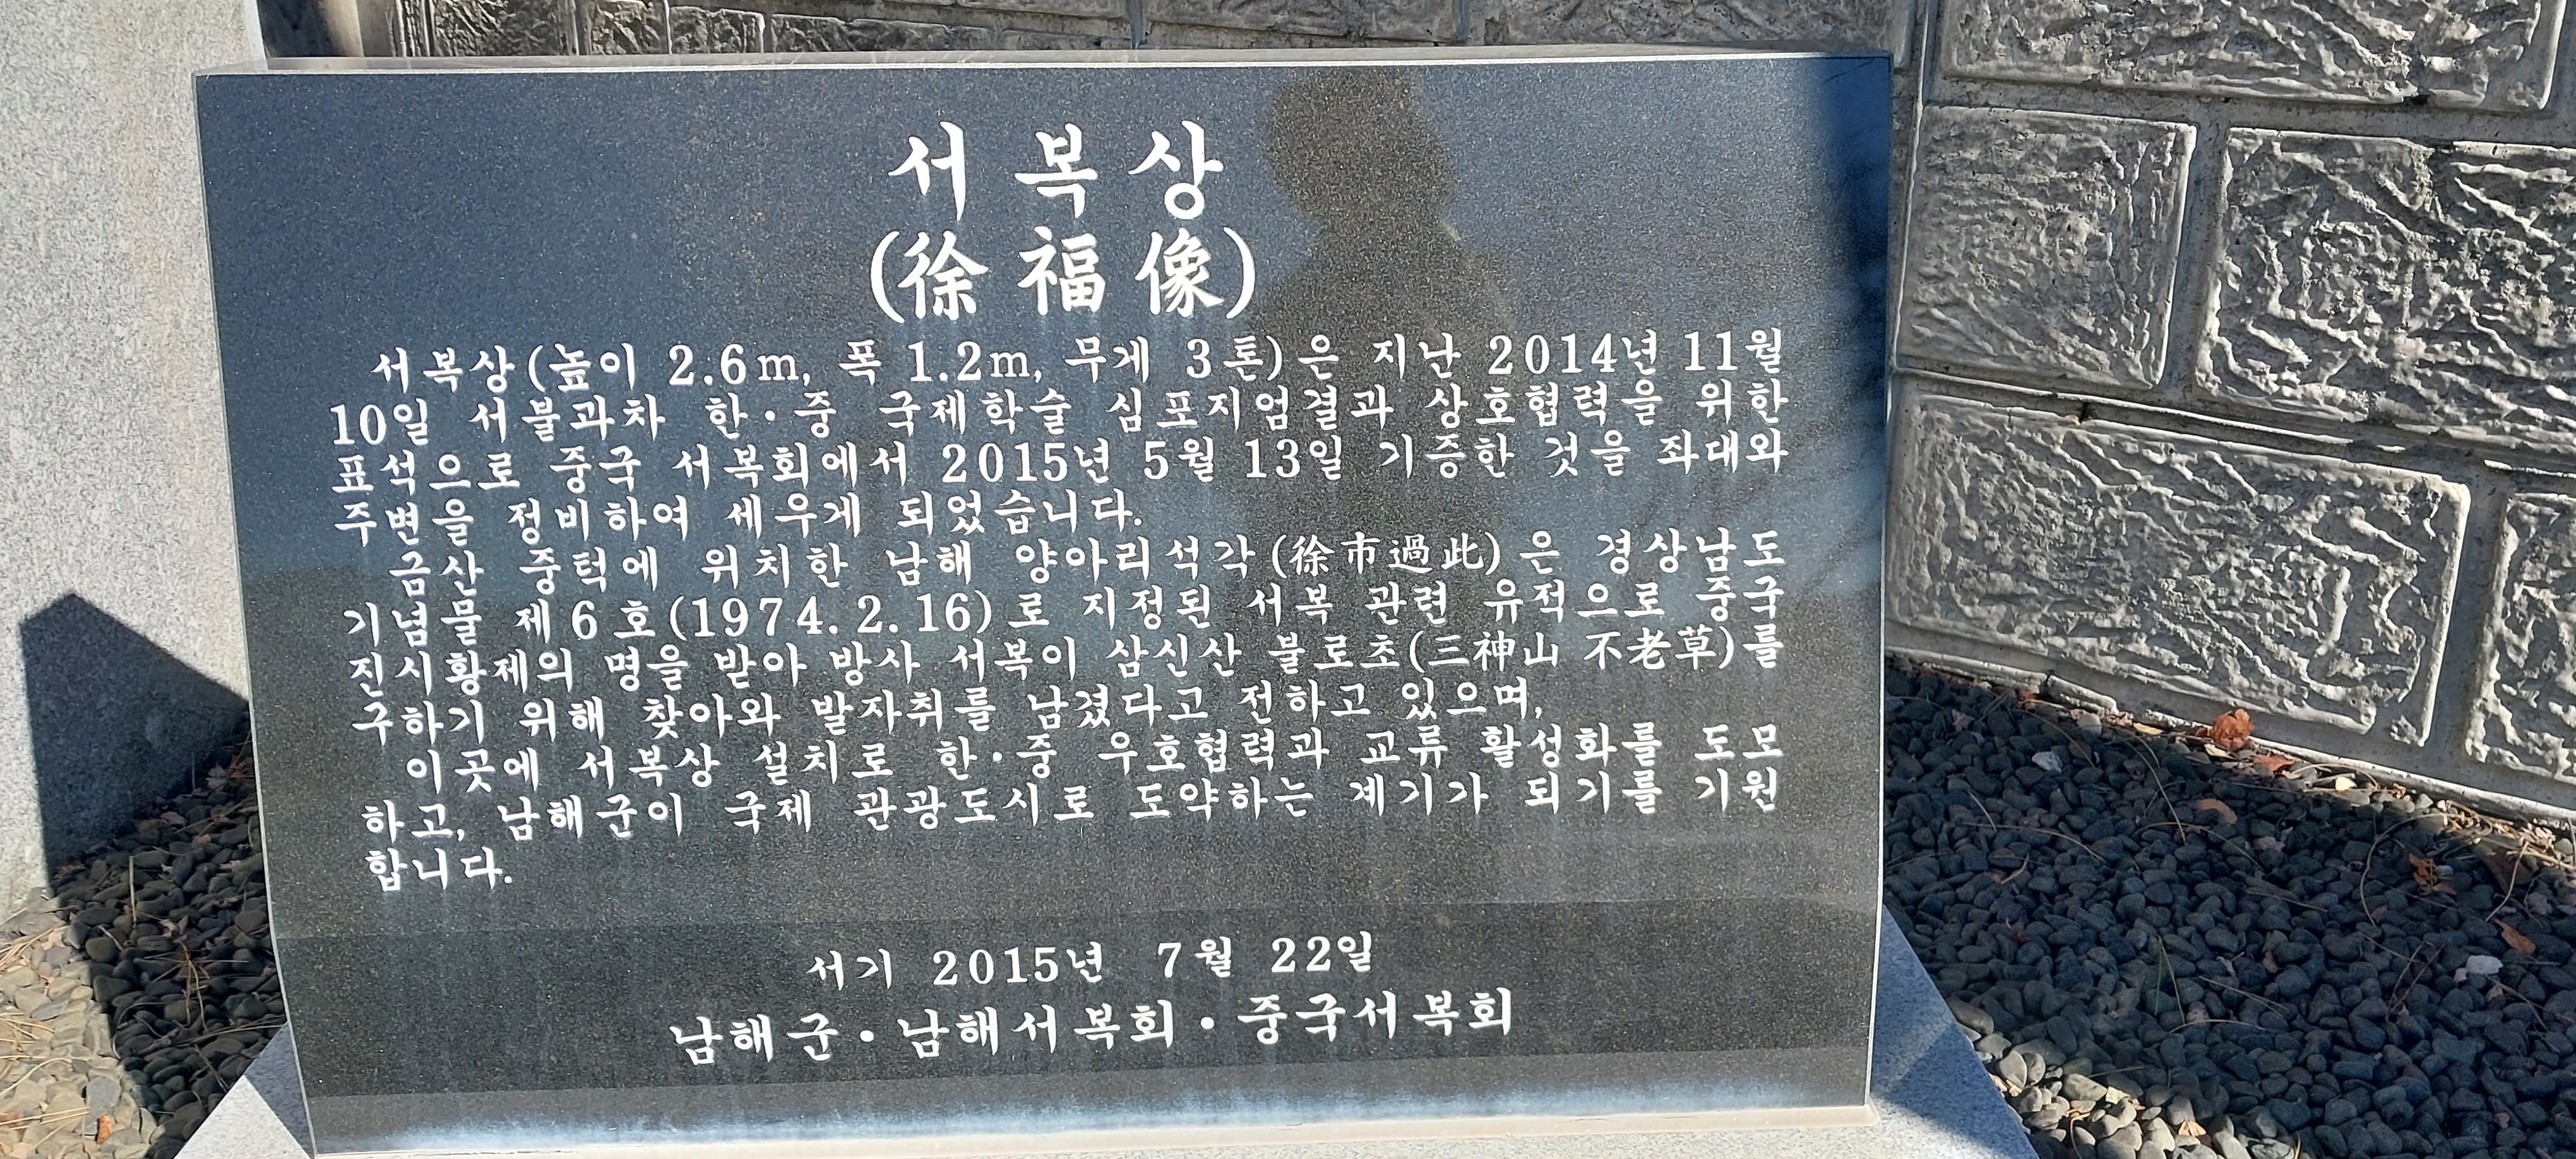 서복상
(徐福像)
서복상(높이 2.6m, 폭 1.2m, 무게 3톤)은 지난 2014년 11월
10일 서불과차 한·중 국제학술 심포지엄결과 상호협력을 위한
표석으로 중국 서복회에서 2015년 5월 13일 기증한 것을 좌대와
주변을 정비하여 세우게 되었습니다.
금산 중턱에 위치한 남해 양아리석각(徐市過此)은 경상남도
기념물 제6호(1974.2.16)로 지정된 서복 관련 유적으로 중국
진시황제의 명을 받아 방사 서복이 삼신산 불로초(三神山 不老草)를
구하기 위해 찾아와 발자취를 남겼다고 전하고 있으며,
이곳에 서복상 설치로 한·중 우호협력과 교류 활성화를 도모
하고, 남해군이 국제 관광도시로 도약하는 계기가 되기를 기원
합니다.
서기 2015년 7월 22일
남해군·남해서복회·중국서복회